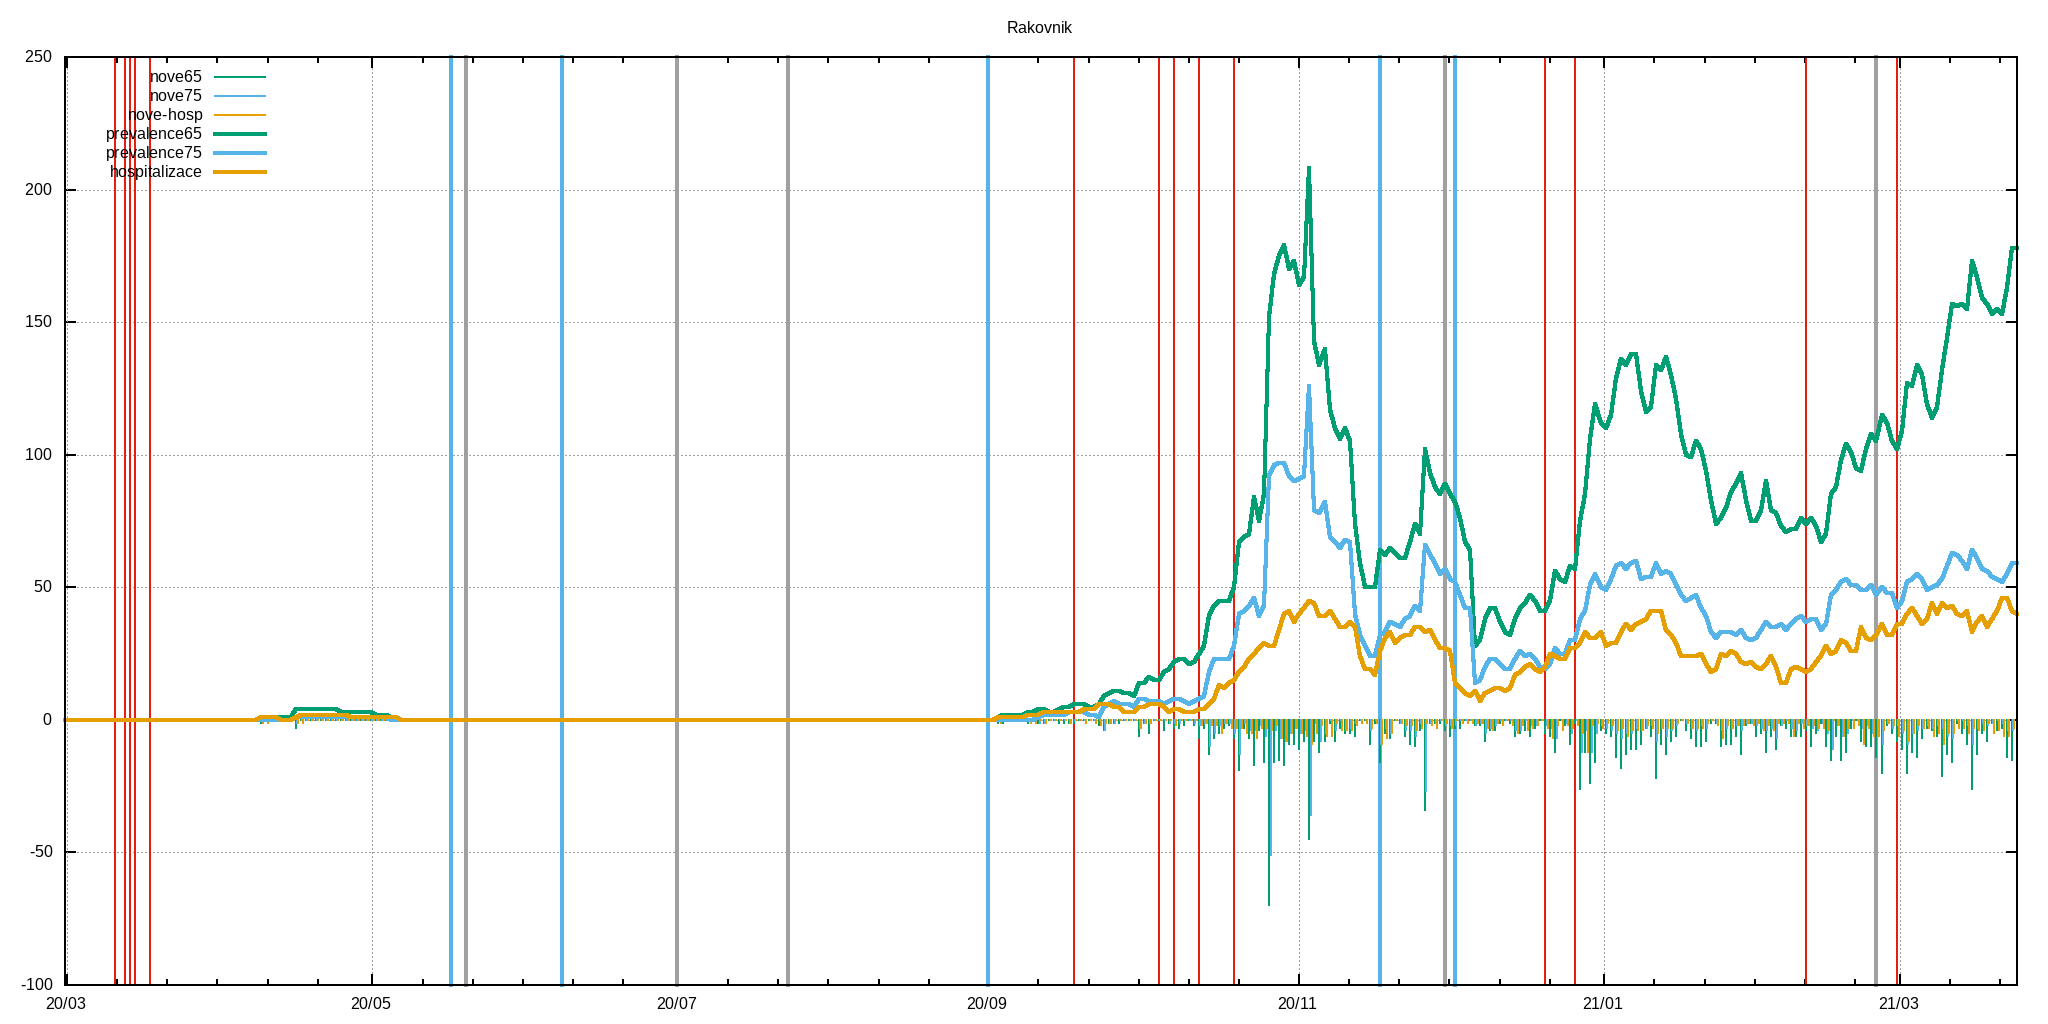 Rakovnik
250
200
150
100
50
0
-50
-100
nove65
nove75
nove-hosp
prevalence65
prevalence75
hospitalizace
20/03
20/05
20/07
20/09
20/11
21/01
21/03